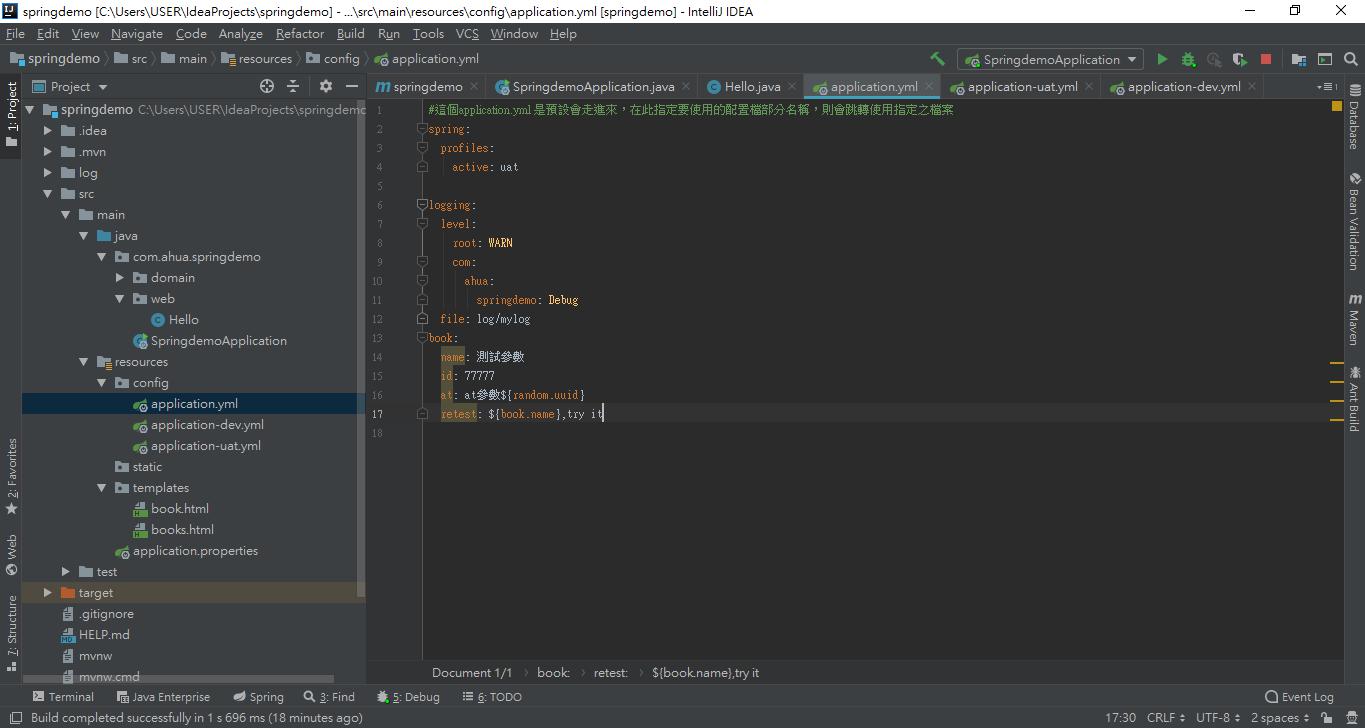 springdemo [C:\Users\USER\IdeaProjects\springdemo] - ...\src\main\resources\config\application.yml [springdemo] - IntelliJ IDEA
File Edit View Navigate Code Analyze Refactor Build Run Tools VCS Window Help
springdemo src main resources config application.yml SpringdemoApplication
Project springdemo SpringdemoApplication.java Hello.java application.yml application-uat.yml application-dev.yml
1: Project
2: Favorites
Web
7: Structure
springdemo C:\Users\USER\IdeaProjects\springdemo
.idea
.mvn
log
src
main
java
com.ahua.springdemo
domain
web
Hello
SpringdemoApplication
resources
config
application.yml
application-dev.yml
application-uat.yml
static
templates
book.html
books.html
application.properties
test
target
.gitignore
HELP.md
mvnw
mvnw.cmd
1 #這個application.yml 是預設會走進來，在此指定要使用的配置檔部分名稱，則會跳轉使用指定之檔案
2 spring:
3 profiles:
4 active: uat
5
6 logging:
7 level:
8 root: WARN
9 com:
10 ahua:
11 springdemo: Debug
12 file: log/mylog
13 book:
14 name: 測試參數
15 id: 77777
16 at: at參數${random.uuid}
17 retest: ${book.name},try it
18
Database
Bean Validation
Maven
Ant Build
Document 1/1 book: retest: ${book.name},try it
Terminal Java Enterprise Spring 3: Find 5: Debug 6: TODO Event Log
Build completed successfully in 1 s 696 ms (18 minutes ago) 17:30 CRLF UTF-8 2 spaces